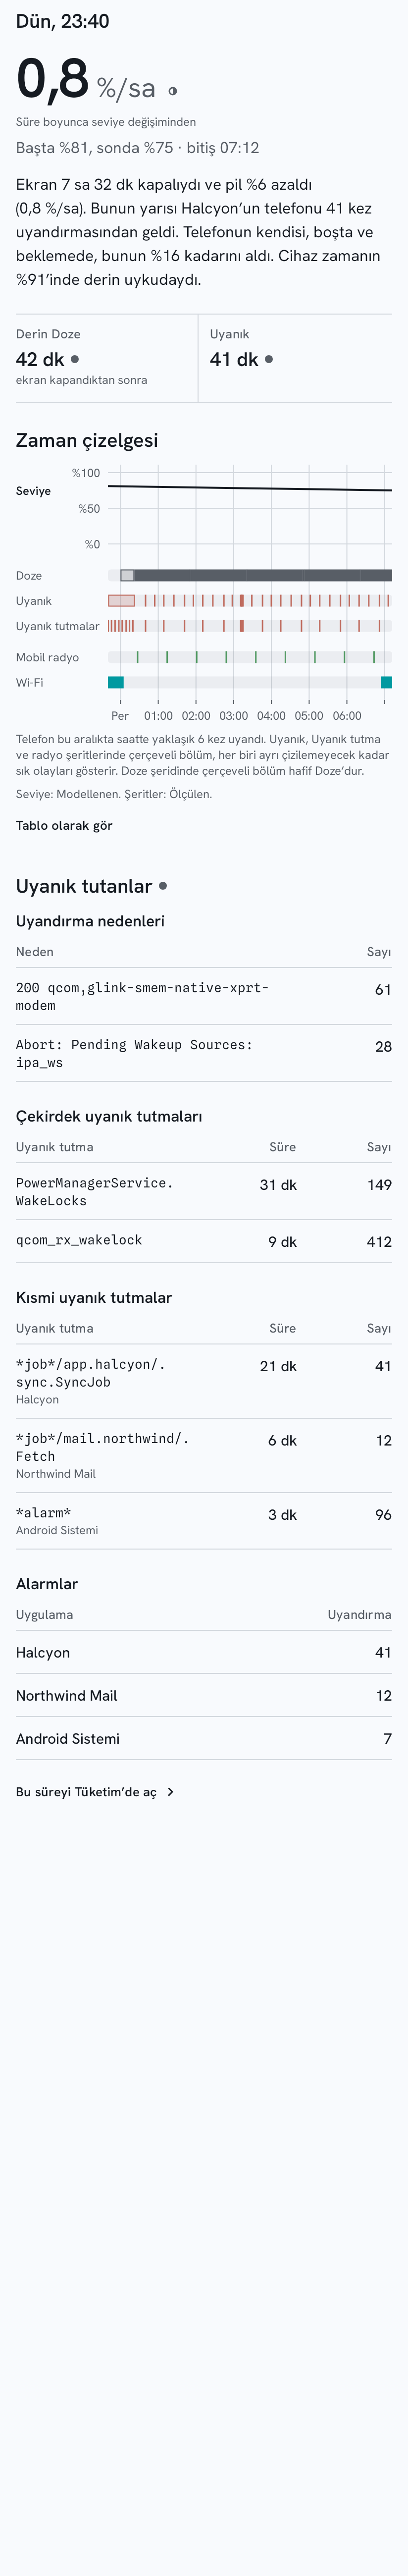 Dün, 23:40
0,8 %/sa
Süre boyunca seviye değişiminden
Başta %81, sonda %75 · bitiş 07:12
Ekran 7 sa 32 dk kapalıydı ve pil %6 azaldı
(0,8 %/sa). Bunun yarısı Halcyon’un telefonu 41 kez
uyandırmasından geldi. Telefonun kendisi, boşta ve
beklemede, bunun %16 kadarını aldı. Cihaz zamanın
%91’inde derin uykudaydı.
Derin Doze
42 dk
ekran kapandıktan sonra
Uyanık
41 dk
Zaman çizelgesi
Seviye
%100
%50
%0
Doze
Uyanık
Uyanık tutmalar
Mobil radyo
Wi-Fi
Per 01:00 02:00 03:00 04:00 05:00 06:00
Telefon bu aralıkta saatte yaklaşık 6 kez uyandı. Uyanık, Uyanık tutma
ve radyo şeritlerinde çerçeveli bölüm, her biri ayrı çizilemeyecek kadar
sık olayları gösterir. Doze şeridinde çerçeveli bölüm hafif Doze’dur.
Seviye: Modellenen. Şeritler: Ölçülen.
Tablo olarak gör
Uyanık tutanlar
Uyandırma nedenleri
Neden Sayı
200 qcom,glink-smem-native-xprt-
modem
61
Abort: Pending Wakeup Sources:
ipa_ws
28
Çekirdek uyanık tutmaları
Uyanık tutma Süre Sayı
PowerManagerService.
WakeLocks
31 dk 149
qcom_rx_wakelock 9 dk 412
Kısmi uyanık tutmalar
Uyanık tutma Süre Sayı
*job*/app.halcyon/.
sync.SyncJob
Halcyon
21 dk 41
*job*/mail.northwind/.
Fetch
Northwind Mail
6 dk 12
*alarm*
Android Sistemi
3 dk 96
Alarmlar
Uygulama Uyandırma
Halcyon 41
Northwind Mail 12
Android Sistemi 7
Bu süreyi Tüketim’de aç